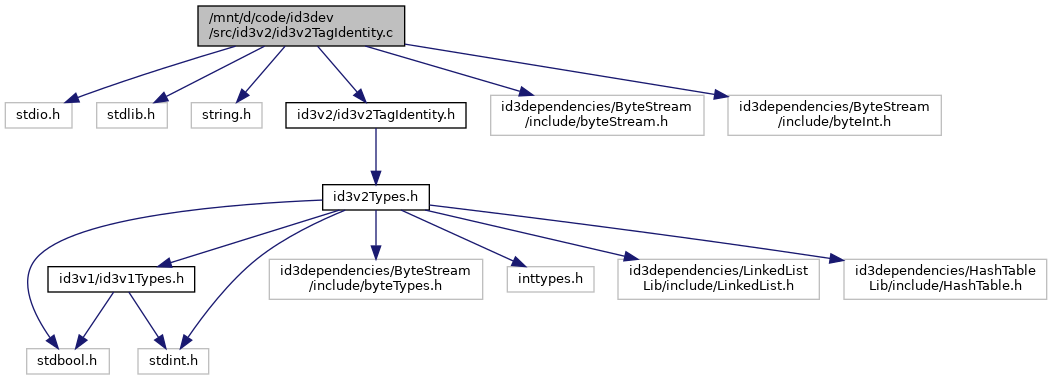 /mnt/d/code/id3dev
/src/id3v2/id3v2TagIdentity.c
stdio.h
stdlib.h
string.h
id3v2/id3v2TagIdentity.h
id3dependencies/ByteStream
/include/byteStream.h
id3dependencies/ByteStream
/include/byteInt.h
id3v2Types.h
id3v1/id3v1Types.h
id3dependencies/ByteStream
/include/byteTypes.h
inttypes.h
id3dependencies/LinkedList
Lib/include/LinkedList.h
id3dependencies/HashTable
Lib/include/HashTable.h
stdbool.h
stdint.h